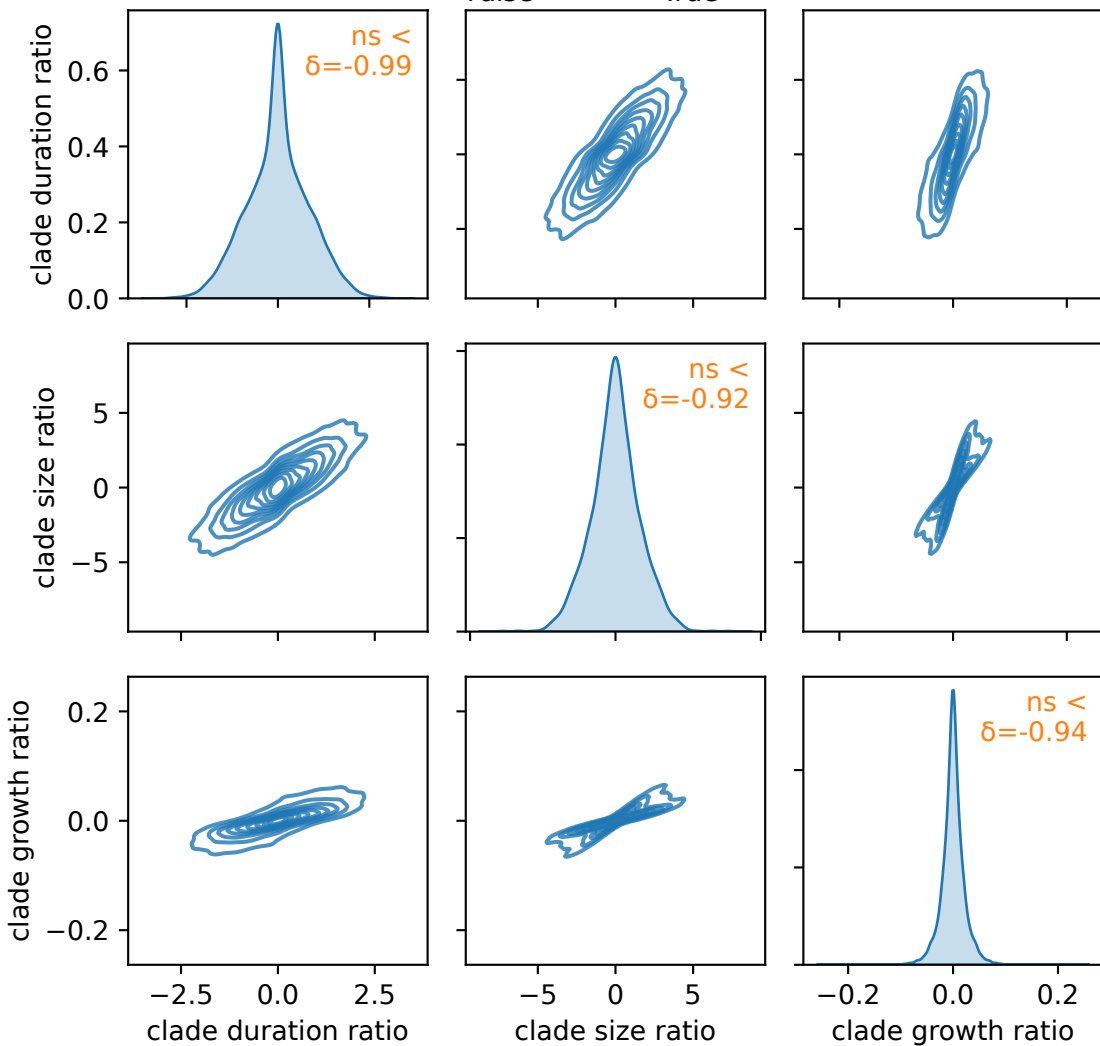 clade duration ratio
0.6
0.4
0.2
0.0
ns <
δ=-0.99
clade size ratio
5
0
−5
ns <
δ=-0.92
clade growth ratio
0.2
0.0
−0.2
ns <
δ=-0.94
−2.5 0.0 2.5
clade duration ratio
−5 0 5
clade size ratio
−0.2 0.0 0.2
clade growth ratio